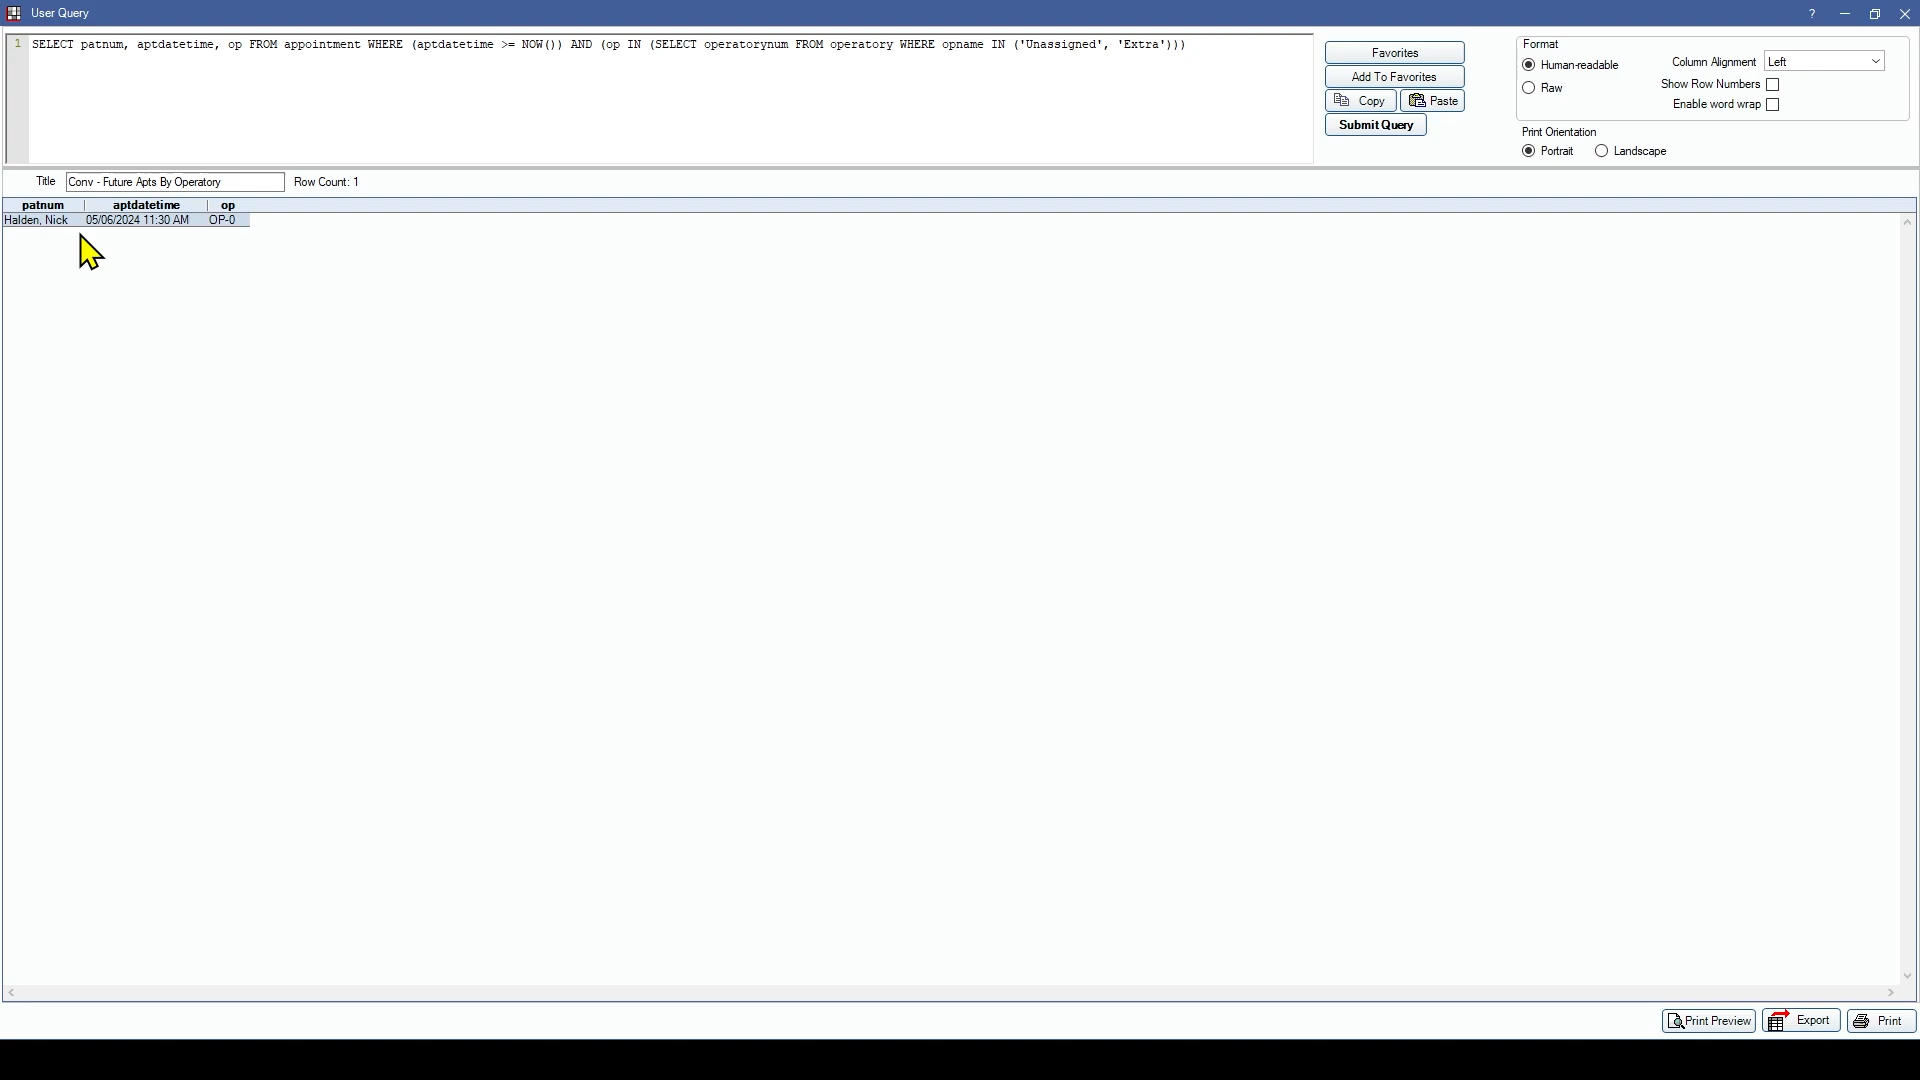 User Query
?
1 SELECT patnum, aptdatetime, op FROM appointment WHERE (aptdatetime >= NOW()) AND (op IN (SELECT operatorynum FROM operatory WHERE opname IN ('Unassigned', 'Extra')))
Favorites
Add To Favorites
Copy Paste
Submit Query
Format
Human-readable
Raw
Column Alignment Left
Show Row Numbers
Enable word wrap
Print Orientation
Portrait Landscape
Title Conv - Future Apts By Operatory Row Count: 1
patnum aptdatetime op
Halden, Nick 05/06/2024 11:30 AM OP-0
Print Preview Export Print